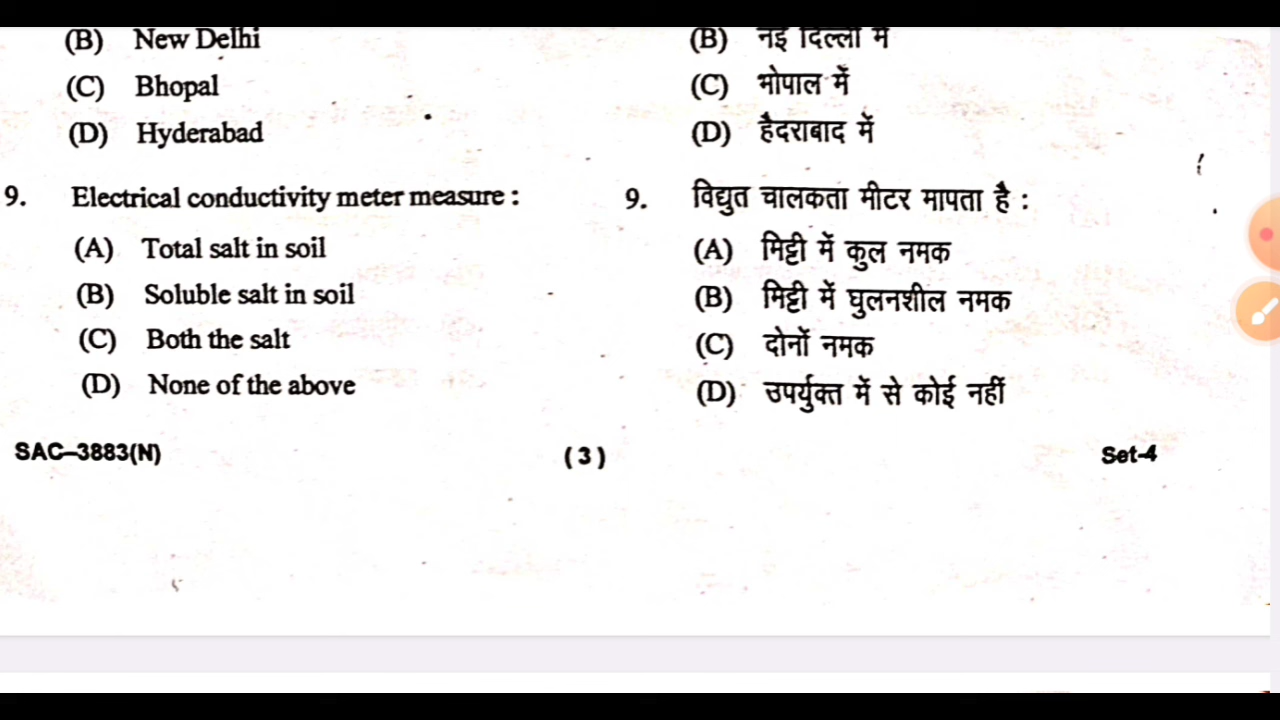 (B) New Delhi
(C) Bhopal
(D) Hyderabad
9. Electrical conductivity meter measure :
(A) Total salt in soil
(B) Soluble salt in soil
(C) Both the salt
(D) None of the above
(B) नई दिल्ली में
(C) भोपाल में
(D) हैदराबाद में
9. विद्युत चालकता मीटर मापता है :
(A) मिट्टी में कुल नमक
(B) मिट्टी में घुलनशील नमक
(C) दोनों नमक
(D) उपर्युक्त में से कोई नहीं
SAC–3883(N) (3) Set-4